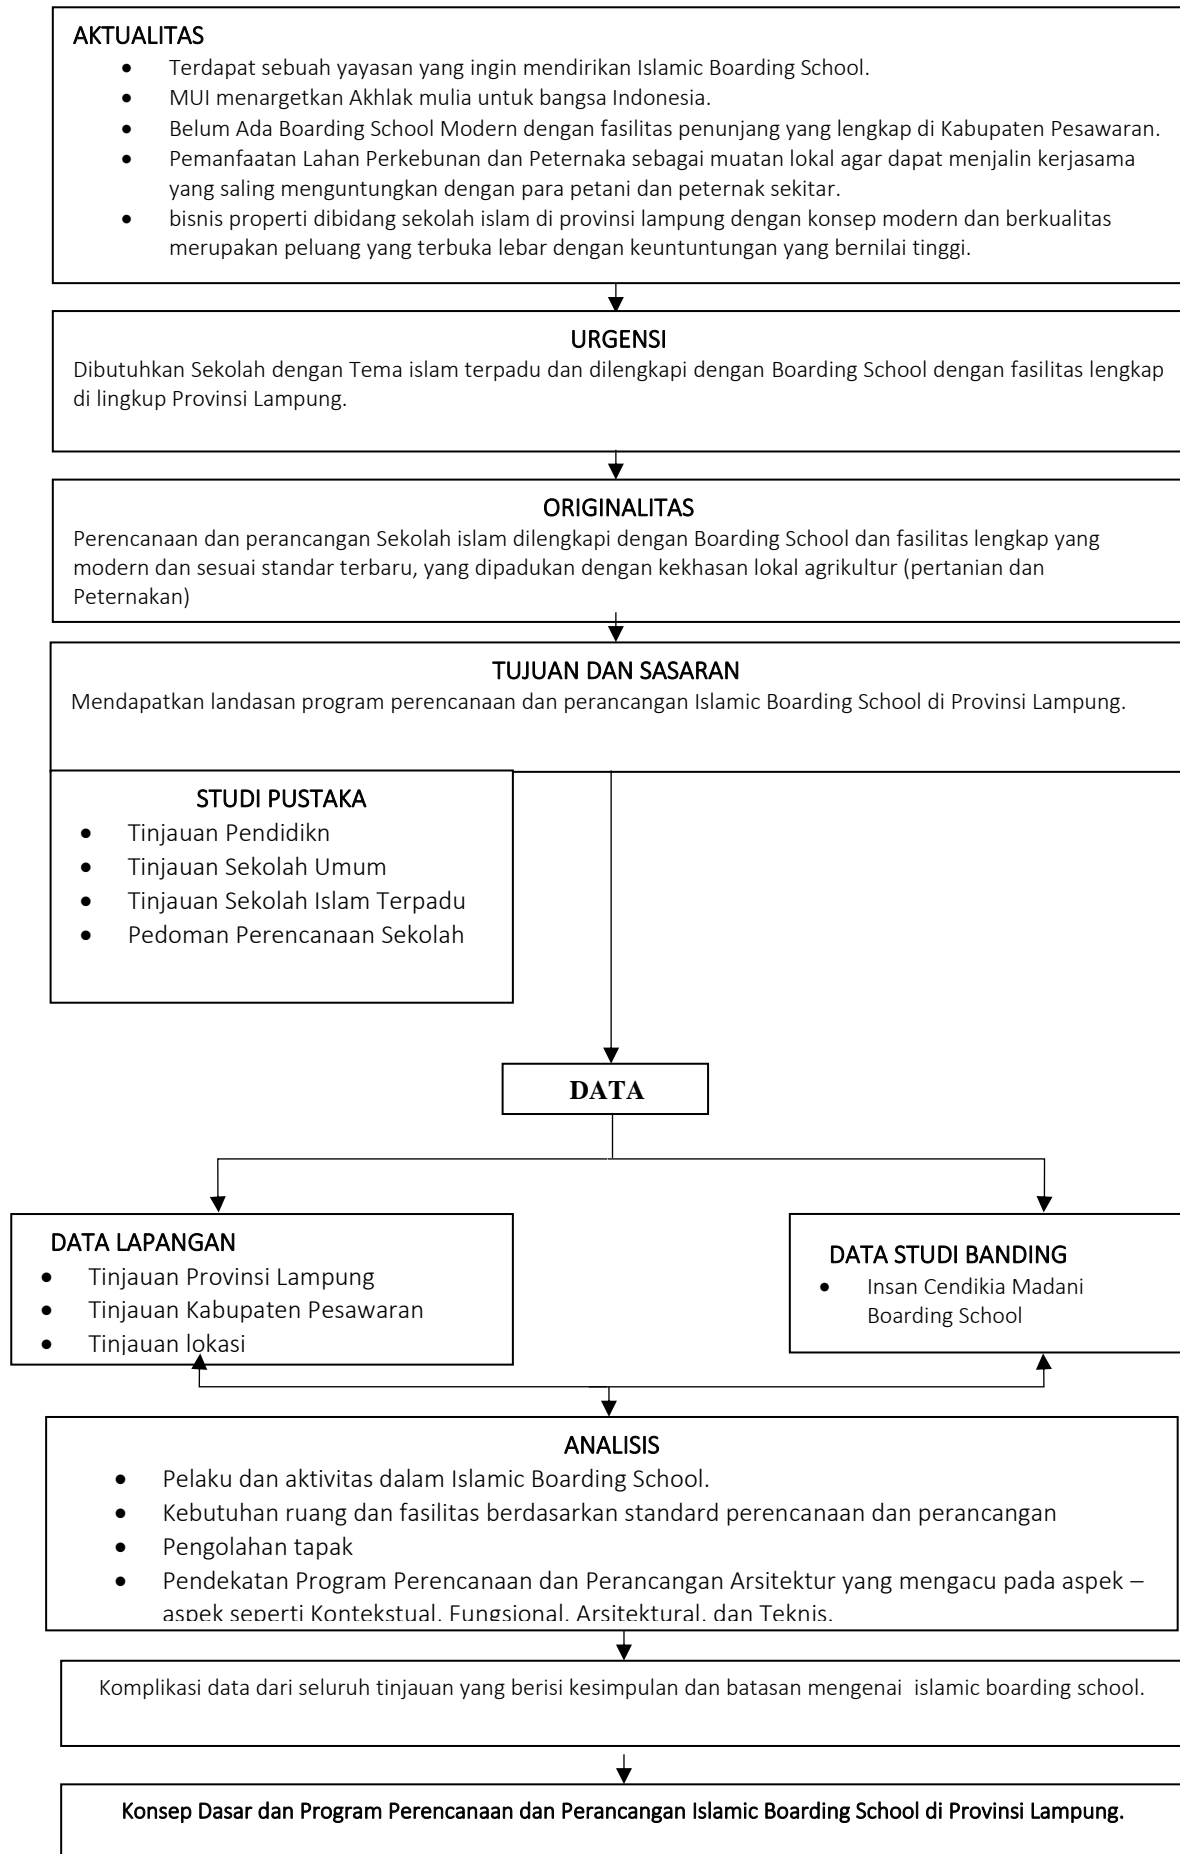 AKTUALITAS
• Terdapat sebuah yayasan yang ingin mendirikan Islamic Boarding School.
• MUI menargetkan Akhlak mulia untuk bangsa Indonesia.
• Belum Ada Boarding School Modern dengan fasilitas penunjang yang lengkap di Kabupaten Pesawaran.
• Pemanfaatan Lahan Perkebunan dan Peternaka sebagai muatan lokal agar dapat menjalin kerjasama
yang saling menguntungkan dengan para petani dan peternak sekitar.
• bisnis properti dibidang sekolah islam di provinsi lampung dengan konsep modern dan berkualitas
merupakan peluang yang terbuka lebar dengan keuntuntungan yang bernilai tinggi.
URGENSI
Dibutuhkan Sekolah dengan Tema islam terpadu dan dilengkapi dengan Boarding School dengan fasilitas lengkap
di lingkup Provinsi Lampung.
ORIGINALITAS
Perencanaan dan perancangan Sekolah islam dilengkapi dengan Boarding School dan fasilitas lengkap yang
modern dan sesuai standar terbaru, yang dipadukan dengan kekhasan lokal agrikultur (pertanian dan
Peternakan)
TUJUAN DAN SASARAN
Mendapatkan landasan program perencanaan dan perancangan Islamic Boarding School di Provinsi Lampung.
STUDI PUSTAKA
• Tinjauan Pendidikn
• Tinjauan Sekolah Umum
• Tinjauan Sekolah Islam Terpadu
• Pedoman Perencanaan Sekolah
DATA
DATA LAPANGAN
• Tinjauan Provinsi Lampung
• Tinjauan Kabupaten Pesawaran
• Tinjauan lokasi
DATA STUDI BANDING
• Insan Cendikia Madani
Boarding School
ANALISIS
• Pelaku dan aktivitas dalam Islamic Boarding School.
• Kebutuhan ruang dan fasilitas berdasarkan standard perencanaan dan perancangan
• Pengolahan tapak
• Pendekatan Program Perencanaan dan Perancangan Arsitektur yang mengacu pada aspek –
aspek seperti Kontekstual, Fungsional, Arsitektural, dan Teknis.
Komplikasi data dari seluruh tinjauan yang berisi kesimpulan dan batasan mengenai islamic boarding school.
Konsep Dasar dan Program Perencanaan dan Perancangan Islamic Boarding School di Provinsi Lampung.